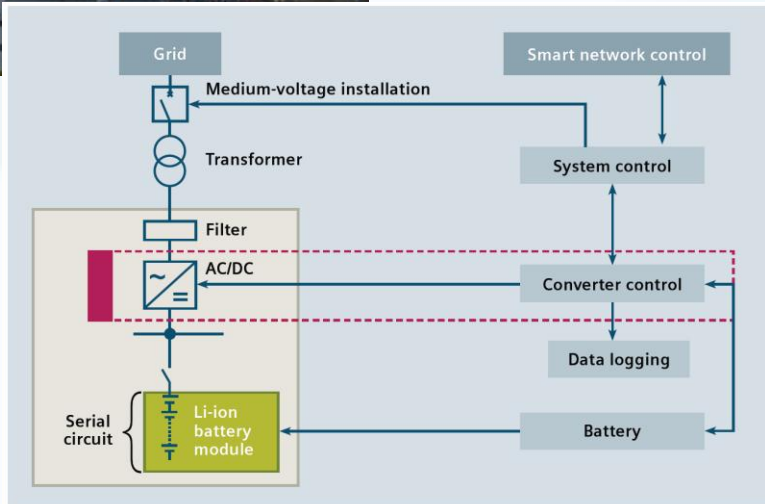 Grid
Smart network control
Medium-voltage installation
Transformer
System control
Filter
AC/DC
Converter control
Data logging
Serial
circuit
Li-ion
battery
module
Battery